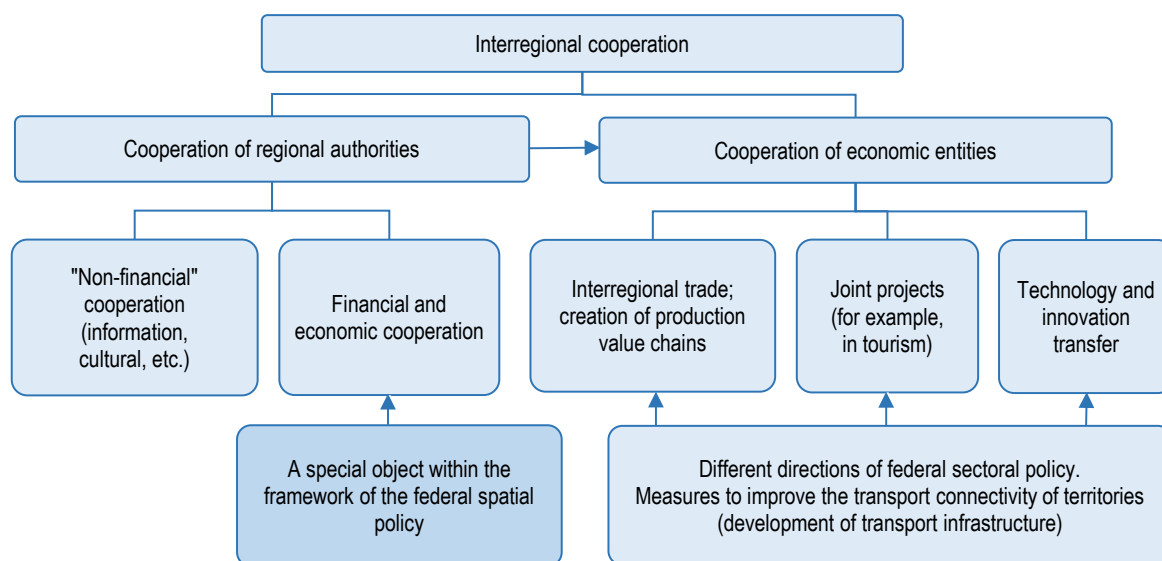 Interregional cooperation
Cooperation of regional authorities
Cooperation of economic entities
"Non-financial"
cooperation
(information,
cultural, etc.)
Financial and
economic cooperation
Interregional trade;
creation of production
value chains
Joint projects
(for example,
in tourism)
Technology and
innovation
transfer
A special object within the
framework of the federal spatial
policy
Different directions of federal sectoral policy.
Measures to improve the transport connectivity of territories
(development of transport infrastructure)